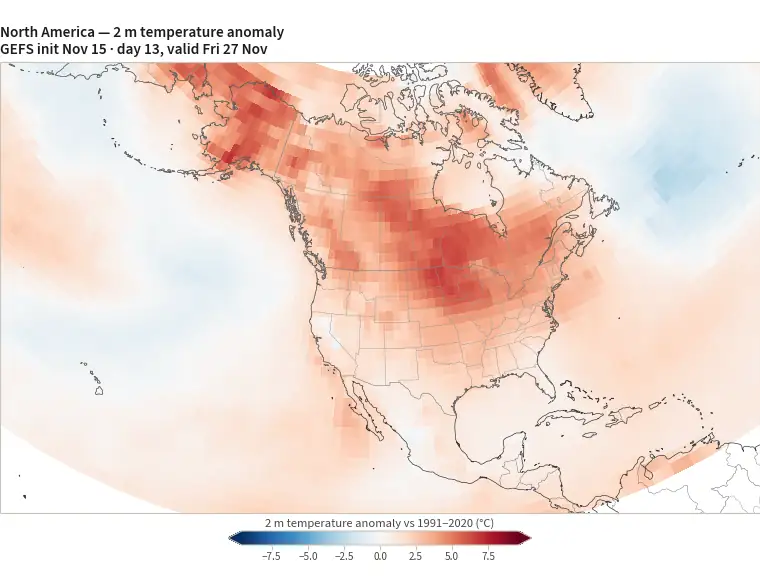 North America — 2 m temperature anomaly
GEFS init Nov 15 · day 13, valid Fri 27 Nov
2 m temperature anomaly vs 1991–2020 (°C)
−7.5 −5.0 −2.5 0.0 2.5 5.0 7.5